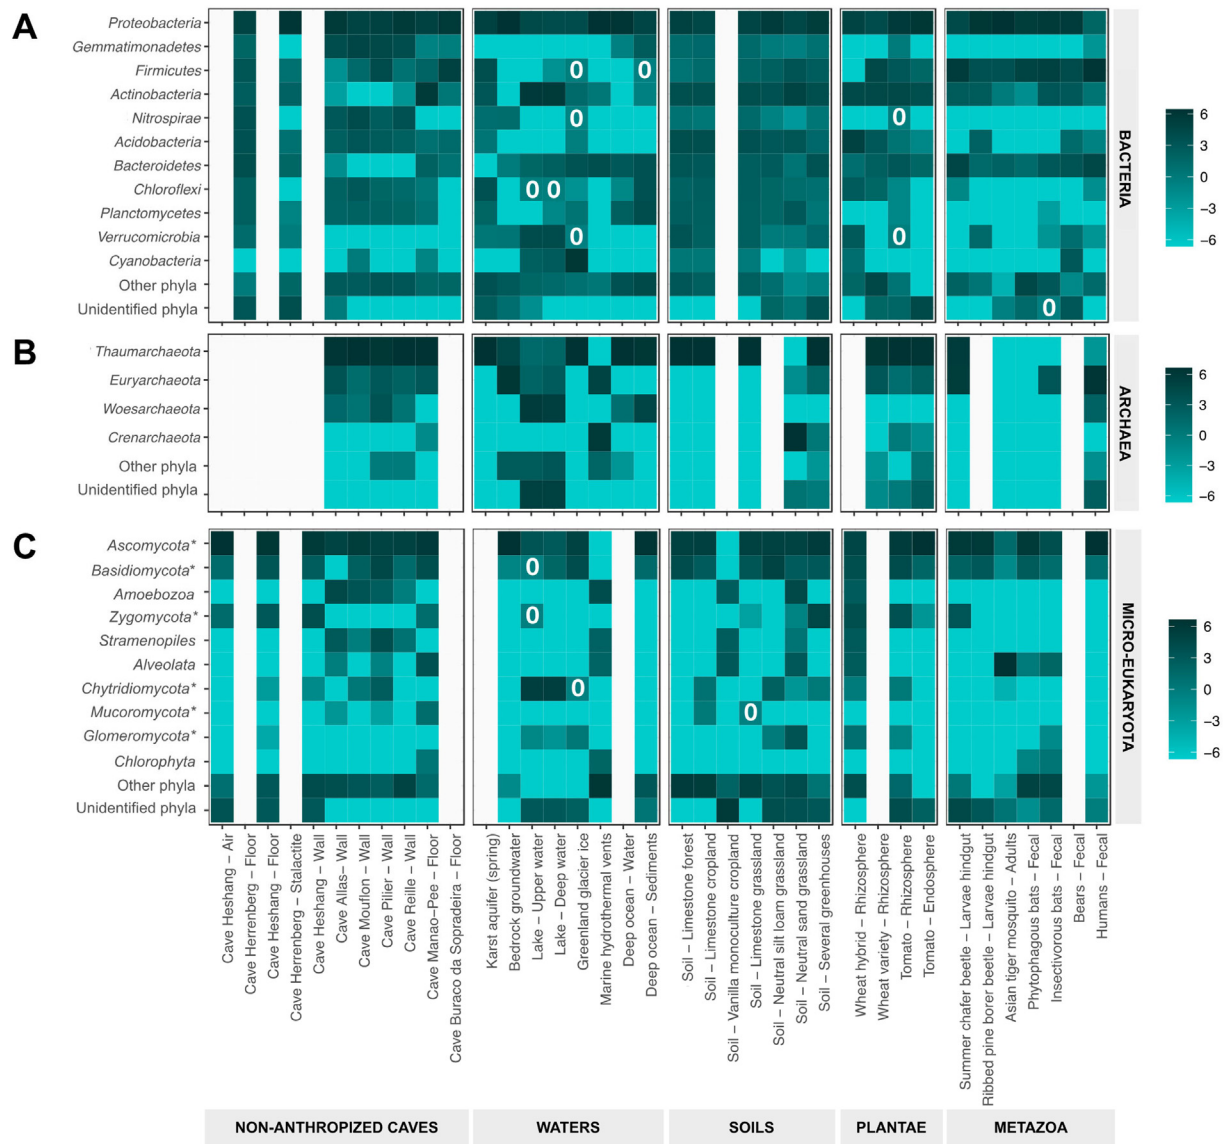 A
Proteobacteria
Gemmatimonadetes
Firmicutes
Actinobacteria
Nitrospirae
Acidobacteria
Bacteroidetes
Chloroflexi
Planctomycetes
Verrucomicrobia
Cyanobacteria
Other phyla
Unidentified phyla
0 0
0 0
0 0
0 0
0
BACTERIA
6
3
0
−3
−6
B
Thaumarchaeota
Euryarchaeota
Woesarchaeota
Crenarchaeota
Other phyla
Unidentified phyla
ARCHAEA
6
3
0
−3
−6
C
Ascomycota*
Basidiomycota*
Amoebozoa
Zygomycota*
Stramenopiles
Alveolata
Chytridiomycota*
Mucoromycota*
Glomeromycota*
Chlorophyta
Other phyla
Unidentified phyla
0
0
0
0
MICRO-EUKARYOTA
6
3
0
−3
−6
Cave Heshang – Air
Cave Herrenberg – Floor
Cave Heshang – Floor
Cave Herrenberg – Stalactite
Cave Heshang – Wall
Cave Allas– Wall
Cave Mouflon – Wall
Cave Pilier – Wall
Cave Reille – Wall
Cave Manao–Pee – Floor
Cave Buraco da Sopradeira – Floor
Karst aquifer (spring)
Bedrock groundwater
Lake – Upper water
Lake – Deep water
Greenland glacier ice
Marine hydrothermal vents
Deep ocean – Water
Deep ocean – Sediments
Soil – Limestone forest
Soil – Limestone cropland
Soil – Vanilla monoculture cropland
Soil – Limestone grassland
Soil – Neutral silt loam grassland
Soil – Neutral sand grassland
Soil – Several greenhouses
Wheat hybrid – Rhizosphere
Wheat variety – Rhizosphere
Tomato – Rhizosphere
Tomato – Endosphere
Summer chafer beetle – Larvae hindgut
Ribbed pine borer beetle – Larvae hindgut
Asian tiger mosquito – Adults
Phytophagous bats – Fecal
Insectivorous bats – Fecal
Bears – Fecal
Humans – Fecal
NON-ANTHROPIZED CAVES
WATERS
SOILS
PLANTAE
METAZOA